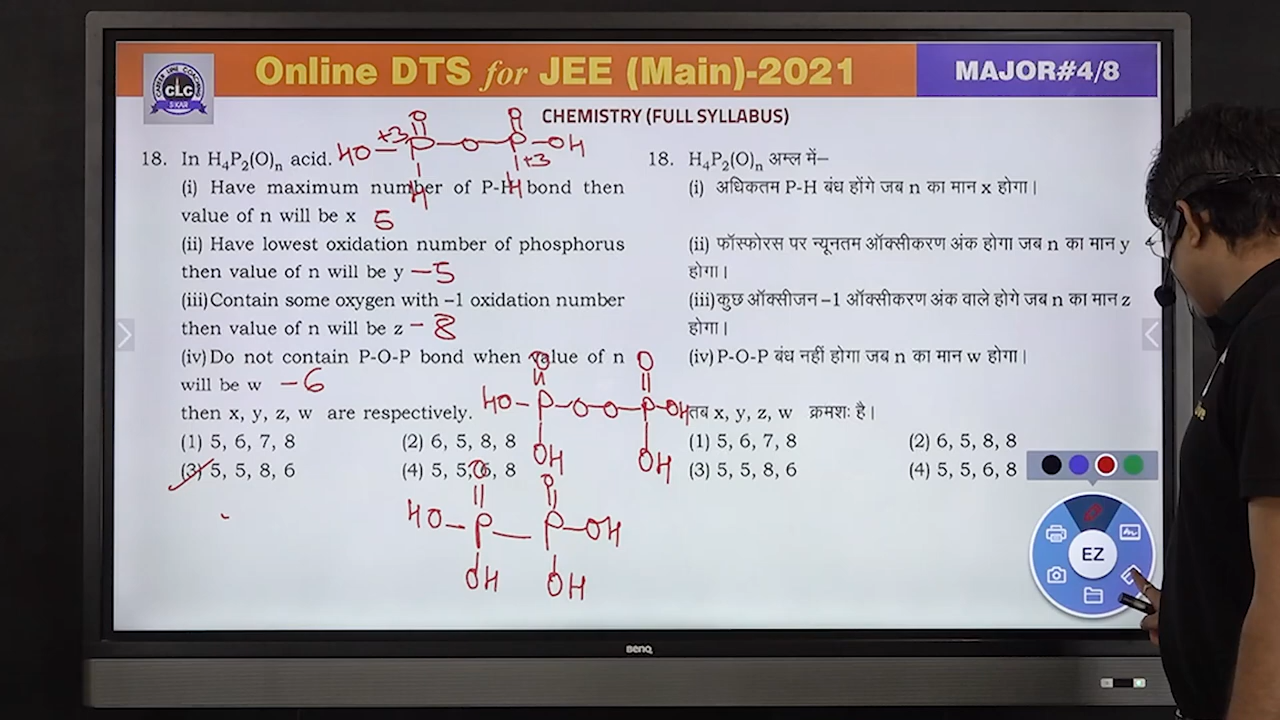 Online DTS for JEE (Main)-2021
MAJOR#4/8
CAREER LINE COACHING
CLC
SIKAR
CHEMISTRY (FULL SYLLABUS)
18. In H4P2(O)n acid.
(i) Have maximum number of P-H bond then
value of n will be x 5
(ii) Have lowest oxidation number of phosphorus
then value of n will be y -5
(iii) Contain some oxygen with –1 oxidation number
then value of n will be z - 8
(iv) Do not contain P-O-P bond when value of n
will be w -6
then x, y, z, w are respectively.
(1) 5, 6, 7, 8
(2) 6, 5, 8, 8
(3) 5, 5, 8, 6
(4) 5, 5, 6, 8
O O
HO +3 P O P OH
+3
H H
O O
HO P O O P OH
OH OH
O O
HO P P OH
OH OH
18. H4P2(O)n अम्ल में–
(i) अधिकतम P-H बंध होंगे जब n का मान x होगा।
(ii) फॉस्फोरस पर न्यूनतम ऑक्सीकरण अंक होगा जब n का मान y
होगा।
(iii) कुछ ऑक्सीजन –1 ऑक्सीकरण अंक वाले होगे जब n का मान z
होगा।
(iv) P-O-P बंध नहीं होगा जब n का मान w होगा।
तब x, y, z, w क्रमशः है।
(1) 5, 6, 7, 8
(2) 6, 5, 8, 8
(3) 5, 5, 8, 6
(4) 5, 5, 6, 8
EZ
BenQ